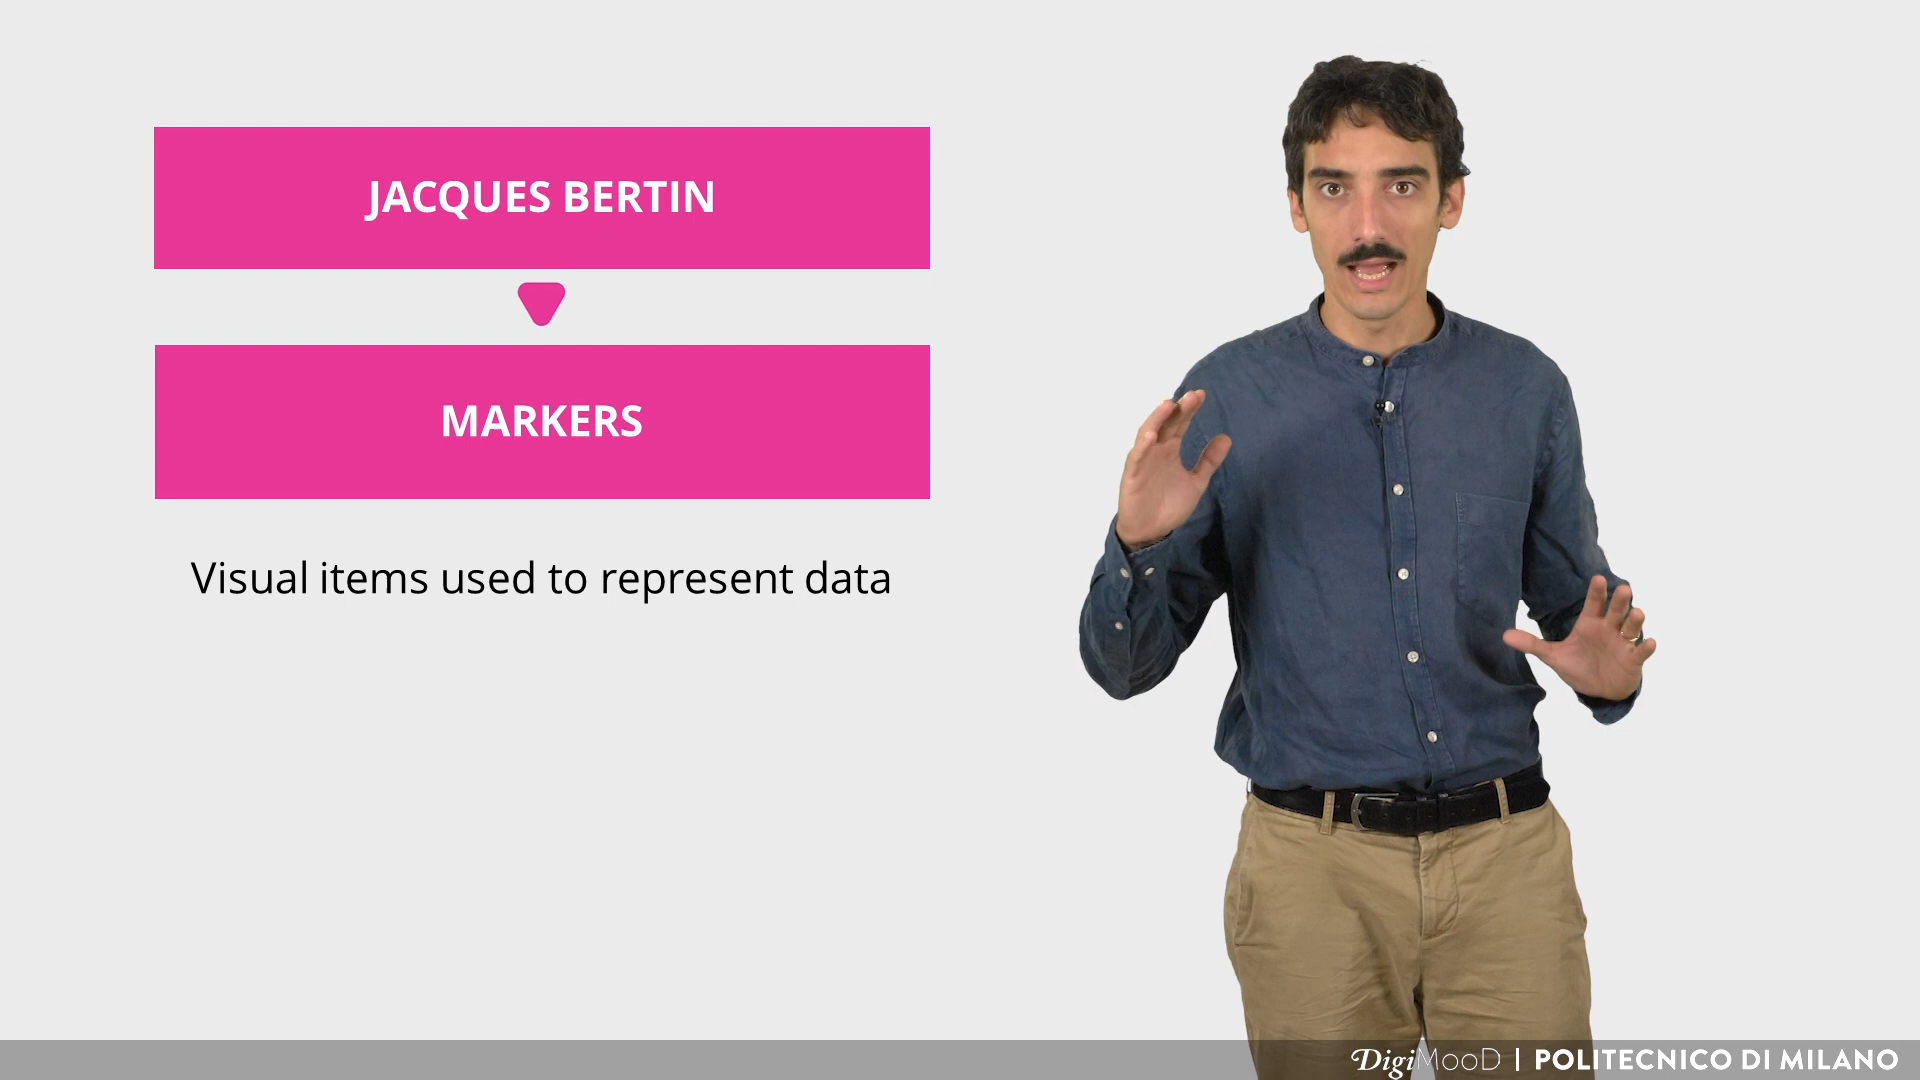 JACQUES BERTIN
MARKERS
Visual items used to represent data
DigiMooD | POLITECNICO DI MILANO